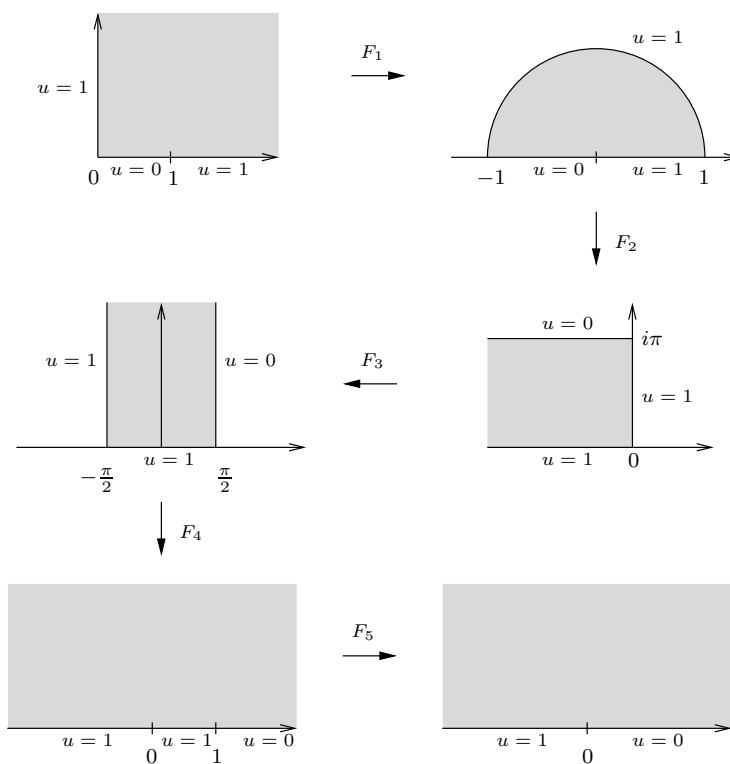 F₁
u = 1
u = 1
u = 0
u = 1
0
1
u = 0
u = 1
−1
1
F₂
u = 0
iπ
u = 1
u = 0
F₃
u = 1
u = 1
u = 1
0
−π/2
π/2
F₄
F₅
u = 1
u = 1
u = 0
0
1
u = 1
u = 0
0